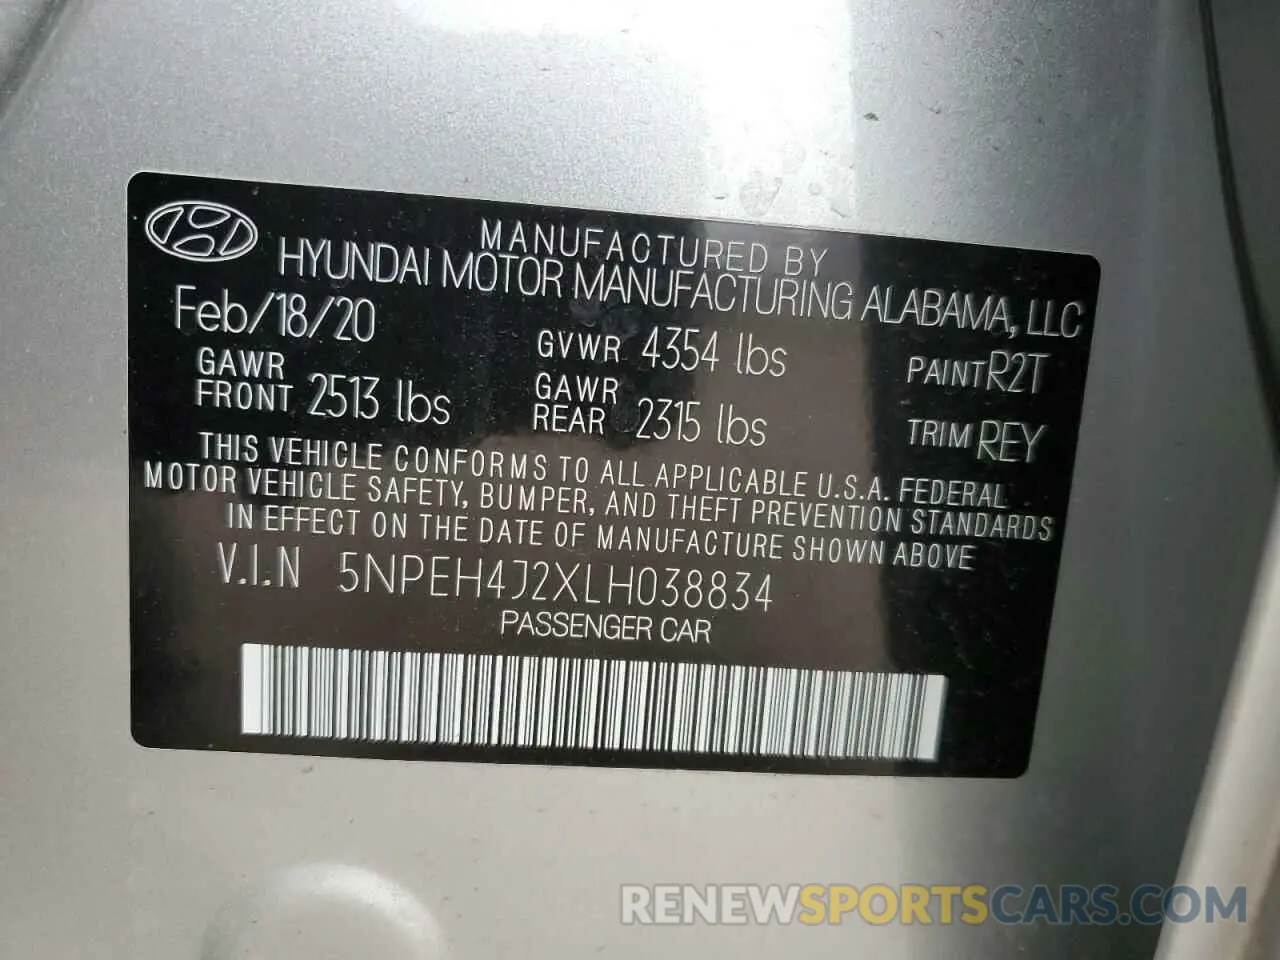 MANUFACTURED BY
HYUNDAI MOTOR MANUFACTURING ALABAMA, LLC
Feb/18/20
GVWR 4354 lbs
PAINT R2T
GAWR
FRONT 2513 lbs
GAWR
REAR 2315 lbs
TRIM REY
THIS VEHICLE CONFORMS TO ALL APPLICABLE U.S.A. FEDERAL
MOTOR VEHICLE SAFETY, BUMPER, AND THEFT PREVENTION STANDARDS
IN EFFECT ON THE DATE OF MANUFACTURE SHOWN ABOVE
V.I.N 5NPEH4J2XLH038834
PASSENGER CAR
RENEWSPORTSCARS.COM